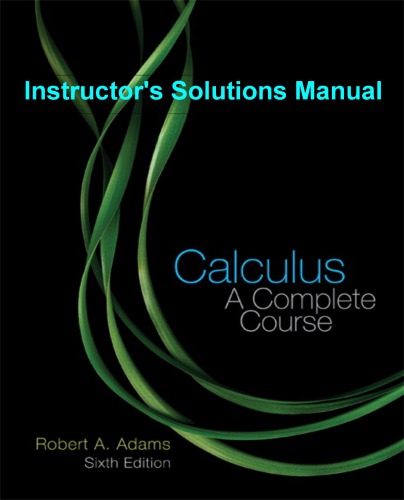 Instructor's Solutions Manual
Calculus
A Complete
Course
Robert A. Adams
Sixth Edition